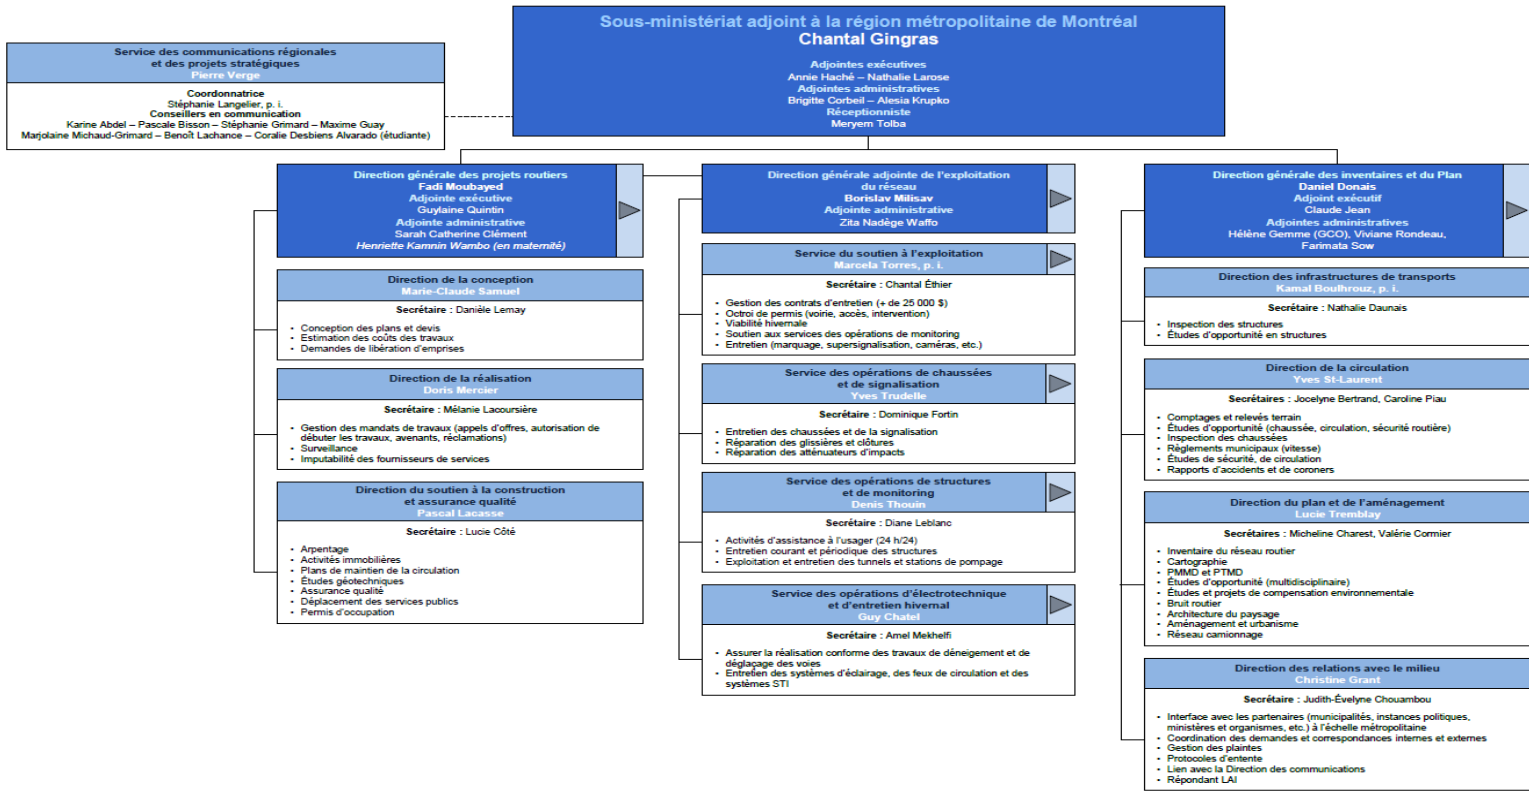 Sous-ministériat adjoint à la région métropolitaine de Montréal
Chantal Gingras
Adjointes exécutives
Annie Haché – Nathalie Larose
Adjointes administratives
Brigitte Corbeil – Alesia Krupko
Réceptionniste
Meryem Tolba
Service des communications régionales
et des projets stratégiques
Pierre Verge
Coordonnatrice
Stéphanie Langelier, p. i.
Conseillers en communication
Karine Abdel – Pascale Bisson – Stéphanie Grimard – Maxime Guay
Marjolaine Michaud-Grimard – Benoît Lachance – Coralie Desbiens Alvarado (étudiante)
Direction générale des projets routiers
Fadi Moubayed
Adjointe exécutive
Guylaine Quintin
Adjointe administrative
Sarah Catherine Clément
Henriette Kamnin Wambo (en maternité)
Direction de la conception
Marie-Claude Samuel
Secrétaire : Danièle Lemay
• Conception des plans et devis
• Estimation des coûts des travaux
• Demandes de libération d'emprises
Direction de la réalisation
Doris Mercier
Secrétaire : Mélanie Lacoursière
• Gestion des mandats de travaux (appels d'offres, autorisation de
débuter les travaux, avenants, réclamations)
• Surveillance
• Imputabilité des fournisseurs de services
Direction du soutien à la construction
et assurance qualité
Pascal Lacasse
Secrétaire : Lucie Côté
• Arpentage
• Activités immobilières
• Plans de maintien de la circulation
• Études géotechniques
• Assurance qualité
• Déplacement des services publics
• Permis d'occupation
Direction générale adjointe de l'exploitation
du réseau
Borislav Milisav
Adjointe administrative
Zita Nadège Waffo
Service du soutien à l'exploitation
Marcela Torres, p. i.
Secrétaire : Chantal Éthier
• Gestion des contrats d'entretien (+ de 25 000 $)
• Octroi de permis (voirie, accès, intervention)
• Viabilité hivernale
• Soutien aux services des opérations de monitoring
• Entretien (marquage, supersignalisation, caméras, etc.)
Service des opérations de chaussées
et de signalisation
Yves Trudelle
Secrétaire : Dominique Fortin
• Entretien des chaussées et de la signalisation
• Réparation des glissières et clôtures
• Réparation des atténuateurs d'impacts
Service des opérations de structures
et de monitoring
Denis Thouin
Secrétaire : Diane Leblanc
• Activités d'assistance à l'usager (24 h/24)
• Entretien courant et périodique des structures
• Exploitation et entretien des tunnels et stations de pompage
Service des opérations d'électrotechnique
et d'entretien hivernal
Guy Chatel
Secrétaire : Amel Mekhelfi
• Assurer la réalisation conforme des travaux de déneigement et de
déglaçage des voies
• Entretien des systèmes d'éclairage, des feux de circulation et des
systèmes STI
Direction générale des inventaires et du Plan
Daniel Donais
Adjoint exécutif
Claude Jean
Adjointes administratives
Hélène Gemme (GCO), Viviane Rondeau,
Farimata Sow
Direction des infrastructures de transports
Kamal Boulhrouz, p. i.
Secrétaire : Nathalie Daunais
• Inspection des structures
• Études d'opportunité en structures
Direction de la circulation
Yves St-Laurent
Secrétaires : Jocelyne Bertrand, Caroline Piau
• Comptages et relevés terrain
• Études d'opportunité (chaussée, circulation, sécurité routière)
• Inspection des chaussées
• Règlements municipaux (vitesse)
• Études de sécurité, de circulation
• Rapports d'accidents et de coroners
Direction du plan et de l'aménagement
Lucie Tremblay
Secrétaires : Micheline Charest, Valérie Cormier
• Inventaire du réseau routier
• Cartographie
• PMMD et PTMD
• Études d'opportunité (multidisciplinaire)
• Études et projets de compensation environnementale
• Bruit routier
• Architecture du paysage
• Aménagement et urbanisme
• Réseau camionnage
Direction des relations avec le milieu
Christine Grant
Secrétaire : Judith-Évelyne Chouambou
• Interface avec les partenaires (municipalités, instances politiques,
ministères et organismes, etc.) à l'échelle métropolitaine
• Coordination des demandes et correspondances internes et externes
• Gestion des plaintes
• Protocoles d'entente
• Lien avec la Direction des communications
• Répondant LAI